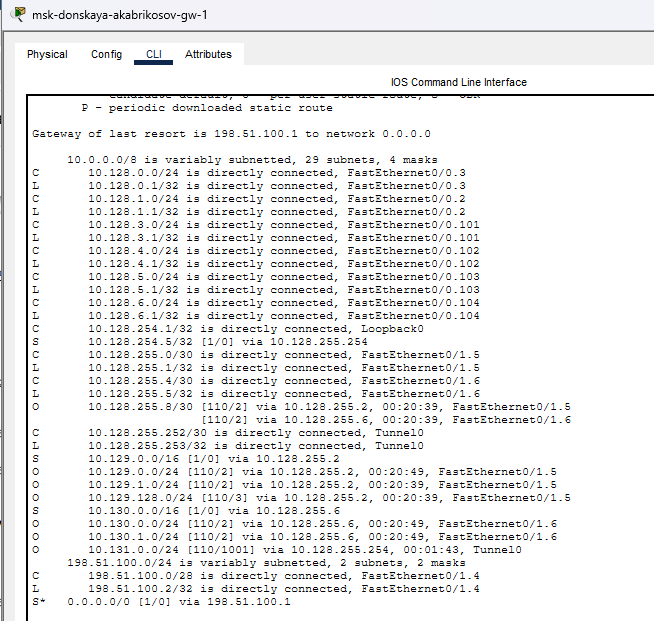 msk-donskaya-akabrikosov-gw-1
Physical Config CLI Attributes
IOS Command Line Interface
P - periodic downloaded static route
Gateway of last resort is 198.51.100.1 to network 0.0.0.0
10.0.0.0/8 is variably subnetted, 29 subnets, 4 masks
C 10.128.0.0/24 is directly connected, FastEthernet0/0.3
L 10.128.0.1/32 is directly connected, FastEthernet0/0.3
C 10.128.1.0/24 is directly connected, FastEthernet0/0.2
L 10.128.1.1/32 is directly connected, FastEthernet0/0.2
C 10.128.3.0/24 is directly connected, FastEthernet0/0.101
L 10.128.3.1/32 is directly connected, FastEthernet0/0.101
C 10.128.4.0/24 is directly connected, FastEthernet0/0.102
L 10.128.4.1/32 is directly connected, FastEthernet0/0.102
C 10.128.5.0/24 is directly connected, FastEthernet0/0.103
L 10.128.5.1/32 is directly connected, FastEthernet0/0.103
C 10.128.6.0/24 is directly connected, FastEthernet0/0.104
L 10.128.6.1/32 is directly connected, FastEthernet0/0.104
C 10.128.254.1/32 is directly connected, Loopback0
S 10.128.254.5/32 [1/0] via 10.128.255.254
C 10.128.255.0/30 is directly connected, FastEthernet0/1.5
L 10.128.255.1/32 is directly connected, FastEthernet0/1.5
C 10.128.255.4/30 is directly connected, FastEthernet0/1.6
L 10.128.255.5/32 is directly connected, FastEthernet0/1.6
O 10.128.255.8/30 [110/2] via 10.128.255.2, 00:20:39, FastEthernet0/1.5
[110/2] via 10.128.255.6, 00:20:39, FastEthernet0/1.6
C 10.128.255.252/30 is directly connected, Tunnel0
L 10.128.255.253/32 is directly connected, Tunnel0
S 10.129.0.0/16 [1/0] via 10.128.255.2
O 10.129.0.0/24 [110/2] via 10.128.255.2, 00:20:49, FastEthernet0/1.5
O 10.129.1.0/24 [110/2] via 10.128.255.2, 00:20:39, FastEthernet0/1.5
O 10.129.128.0/24 [110/3] via 10.128.255.2, 00:20:39, FastEthernet0/1.5
S 10.130.0.0/16 [1/0] via 10.128.255.6
O 10.130.0.0/24 [110/2] via 10.128.255.6, 00:20:49, FastEthernet0/1.6
O 10.130.1.0/24 [110/2] via 10.128.255.6, 00:20:49, FastEthernet0/1.6
O 10.131.0.0/24 [110/1001] via 10.128.255.254, 00:01:43, Tunnel0
198.51.100.0/24 is variably subnetted, 2 subnets, 2 masks
C 198.51.100.0/28 is directly connected, FastEthernet0/1.4
L 198.51.100.2/32 is directly connected, FastEthernet0/1.4
S* 0.0.0.0/0 [1/0] via 198.51.100.1